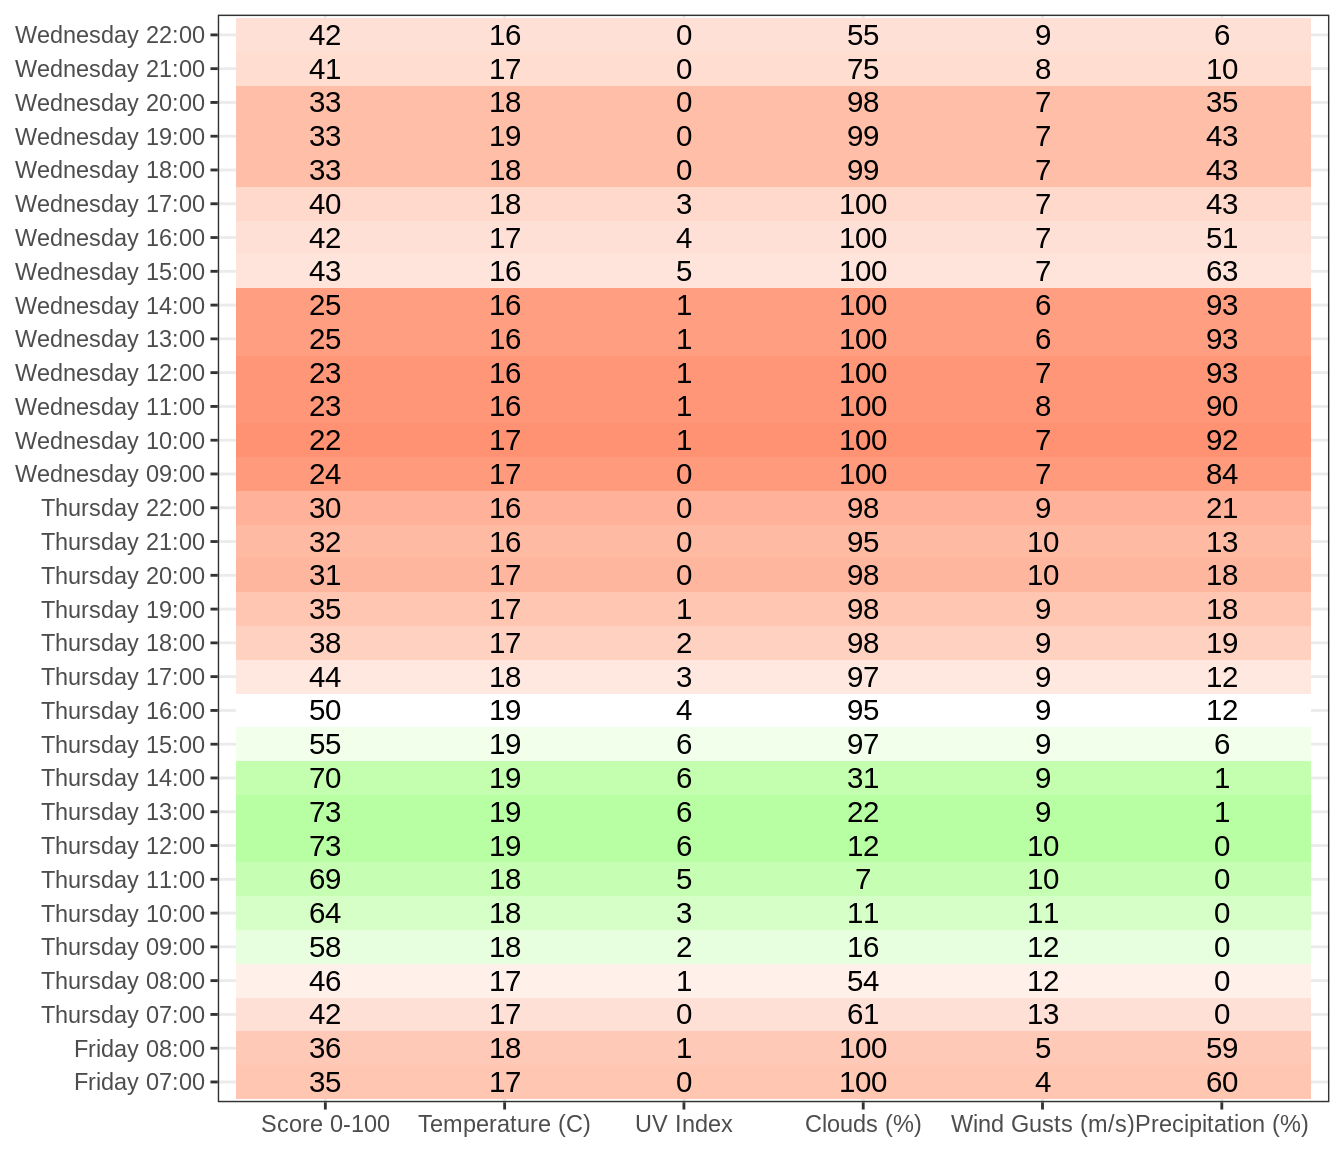 Wednesday 22:00 42 16 0 55 9 6
Wednesday 21:00 41 17 0 75 8 10
Wednesday 20:00 33 18 0 98 7 35
Wednesday 19:00 33 19 0 99 7 43
Wednesday 18:00 33 18 0 99 7 43
Wednesday 17:00 40 18 3 100 7 43
Wednesday 16:00 42 17 4 100 7 51
Wednesday 15:00 43 16 5 100 7 63
Wednesday 14:00 25 16 1 100 6 93
Wednesday 13:00 25 16 1 100 6 93
Wednesday 12:00 23 16 1 100 7 93
Wednesday 11:00 23 16 1 100 8 90
Wednesday 10:00 22 17 1 100 7 92
Wednesday 09:00 24 17 0 100 7 84
Thursday 22:00 30 16 0 98 9 21
Thursday 21:00 32 16 0 95 10 13
Thursday 20:00 31 17 0 98 10 18
Thursday 19:00 35 17 1 98 9 18
Thursday 18:00 38 17 2 98 9 19
Thursday 17:00 44 18 3 97 9 12
Thursday 16:00 50 19 4 95 9 12
Thursday 15:00 55 19 6 97 9 6
Thursday 14:00 70 19 6 31 9 1
Thursday 13:00 73 19 6 22 9 1
Thursday 12:00 73 19 6 12 10 0
Thursday 11:00 69 18 5 7 10 0
Thursday 10:00 64 18 3 11 11 0
Thursday 09:00 58 18 2 16 12 0
Thursday 08:00 46 17 1 54 12 0
Thursday 07:00 42 17 0 61 13 0
Friday 08:00 36 18 1 100 5 59
Friday 07:00 35 17 0 100 4 60
Score 0-100 Temperature (C) UV Index Clouds (%) Wind Gusts (m/s) Precipitation (%)